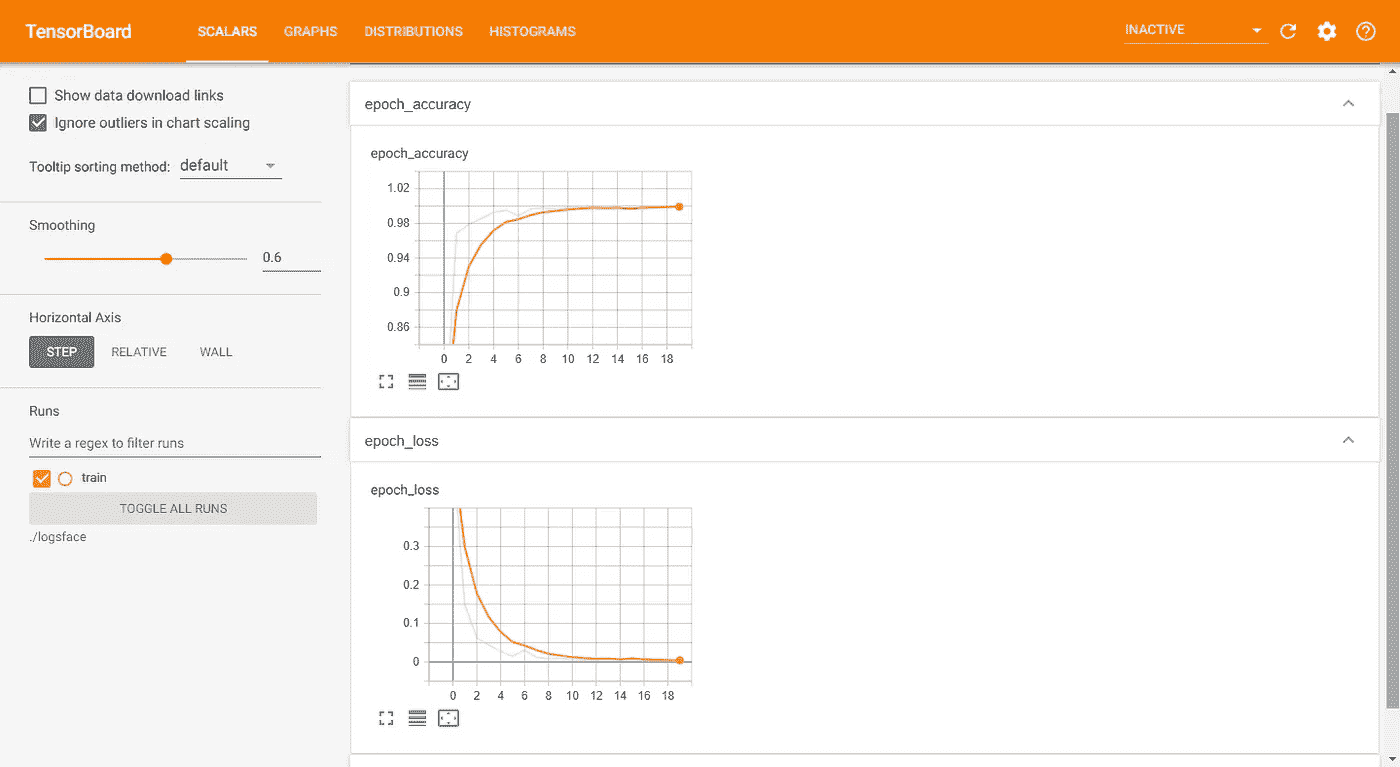 TensorBoard SCALARS GRAPHS DISTRIBUTIONS HISTOGRAMS INACTIVE
Show data download links
Ignore outliers in chart scaling
Tooltip sorting method: default
Smoothing
0.6
Horizontal Axis
STEP RELATIVE WALL
Runs
Write a regex to filter runs
train
TOGGLE ALL RUNS
./logsface
epoch_accuracy
epoch_accuracy
1.02
0.98
0.94
0.9
0.86
0 2 4 6 8 10 12 14 16 18
epoch_loss
epoch_loss
0.3
0.2
0.1
0
0 2 4 6 8 10 12 14 16 18